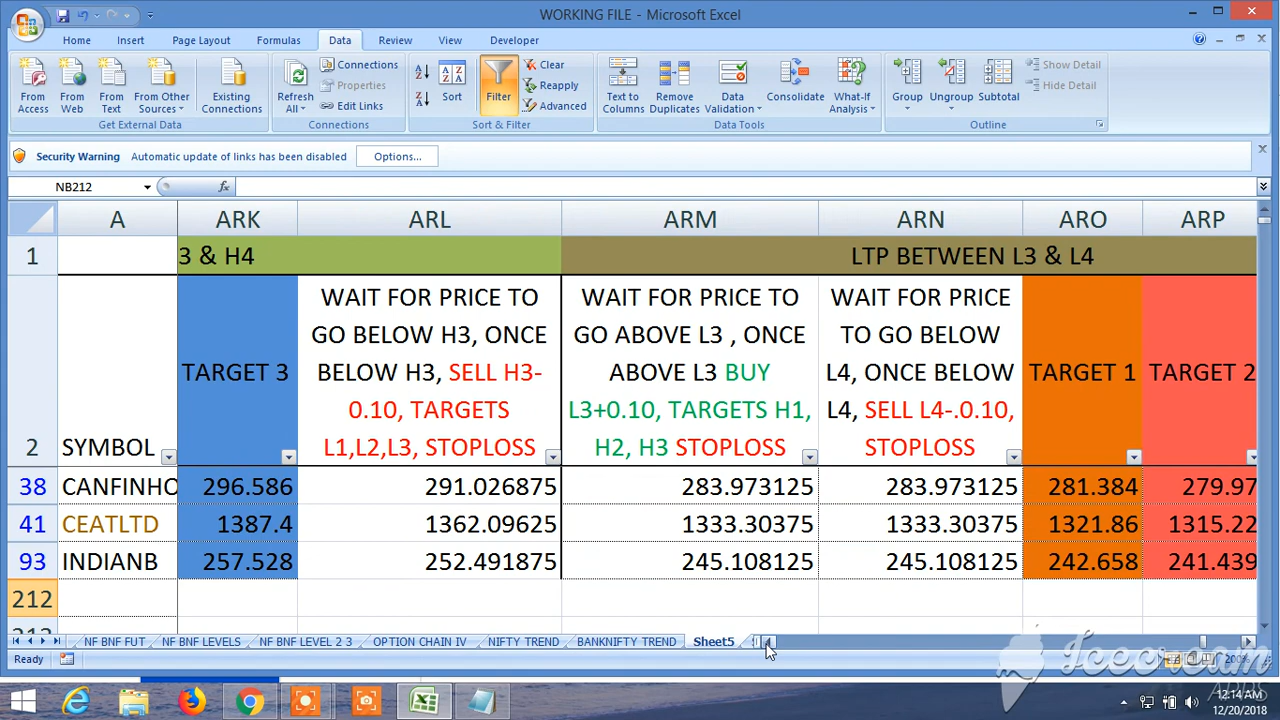 WORKING FILE - Microsoft Excel
Home Insert Page Layout Formulas Data Review View Developer
From Access
From Web
From Text
From Other Sources
Existing Connections
Get External Data
Refresh All
Connections
Properties
Edit Links
Connections
Sort
Filter
Clear
Reapply
Advanced
Sort & Filter
Text to Columns
Remove Duplicates
Data Validation
Consolidate
What-If Analysis
Data Tools
Group
Ungroup
Subtotal
Show Detail
Hide Detail
Outline
Security Warning Automatic update of links has been disabled Options...
NB212 fx
A ARK ARL ARM ARN ARO ARP
1 3 & H4 LTP BETWEEN L3 & L4
2 SYMBOL
TARGET 3
WAIT FOR PRICE TO
GO BELOW H3, ONCE
BELOW H3, SELL H3-
0.10, TARGETS
L1,L2,L3, STOPLOSS
WAIT FOR PRICE TO
GO ABOVE L3 , ONCE
ABOVE L3 BUY
L3+0.10, TARGETS H1,
H2, H3 STOPLOSS
WAIT FOR PRICE
TO GO BELOW
L4, ONCE BELOW
L4, SELL L4-.0.10,
STOPLOSS
TARGET 1
TARGET 2
38 CANFINHO 296.586 291.026875 283.973125 283.973125 281.384 279.97
41 CEATLTD 1387.4 1362.09625 1333.30375 1333.30375 1321.86 1315.22
93 INDIANB 257.528 252.491875 245.108125 245.108125 242.658 241.439
212
NF BNF FUT NF BNF LEVELS NF BNF LEVEL 2 3 OPTION CHAIN IV NIFTY TREND BANKNIFTY TREND Sheet5
Ready 200%
Icecream
APPS
12:14 AM
12/20/2018